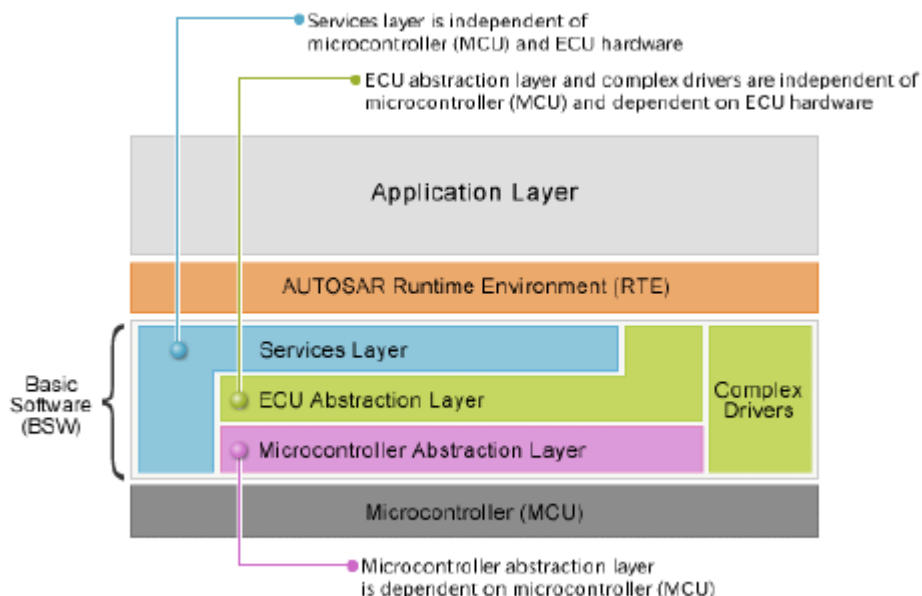 Services layer is independent of
microcontroller (MCU) and ECU hardware
ECU abstraction layer and complex drivers are independent of
microcontroller (MCU) and dependent on ECU hardware
Application Layer
AUTOSAR Runtime Environment (RTE)
Basic
Software
(BSW)
Services Layer
ECU Abstraction Layer
Microcontroller Abstraction Layer
Complex
Drivers
Microcontroller (MCU)
Microcontroller abstraction layer
is dependent on microcontroller (MCU)